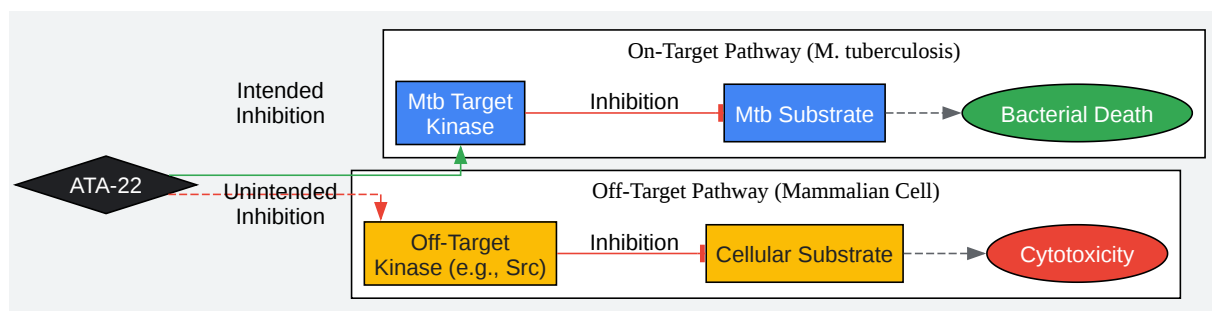 On-Target Pathway (M. tuberculosis)
Intended
Inhibition
Mtb Target
Kinase
Inhibition
Mtb Substrate
Bacterial Death
ATA-22
Unintended
Inhibition
Off-Target Pathway (Mammalian Cell)
Off-Target
Kinase (e.g., Src)
Inhibition
Cellular Substrate
Cytotoxicity